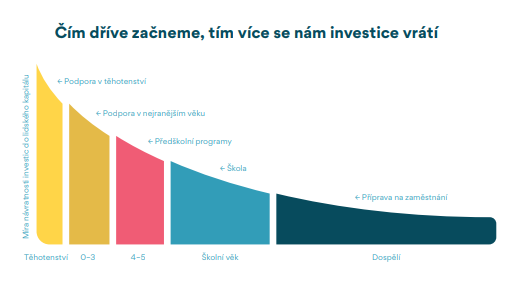 Čím dříve začneme, tím více se nám investice vrátí
Míra návratnosti investic do lidského kapitálu
← Podpora v těhotenství
← Podpora v nejranějším věku
← Předškolní programy
← Škola
← Příprava na zaměstnání
Těhotenství
0–3
4–5
Školní věk
Dospělí